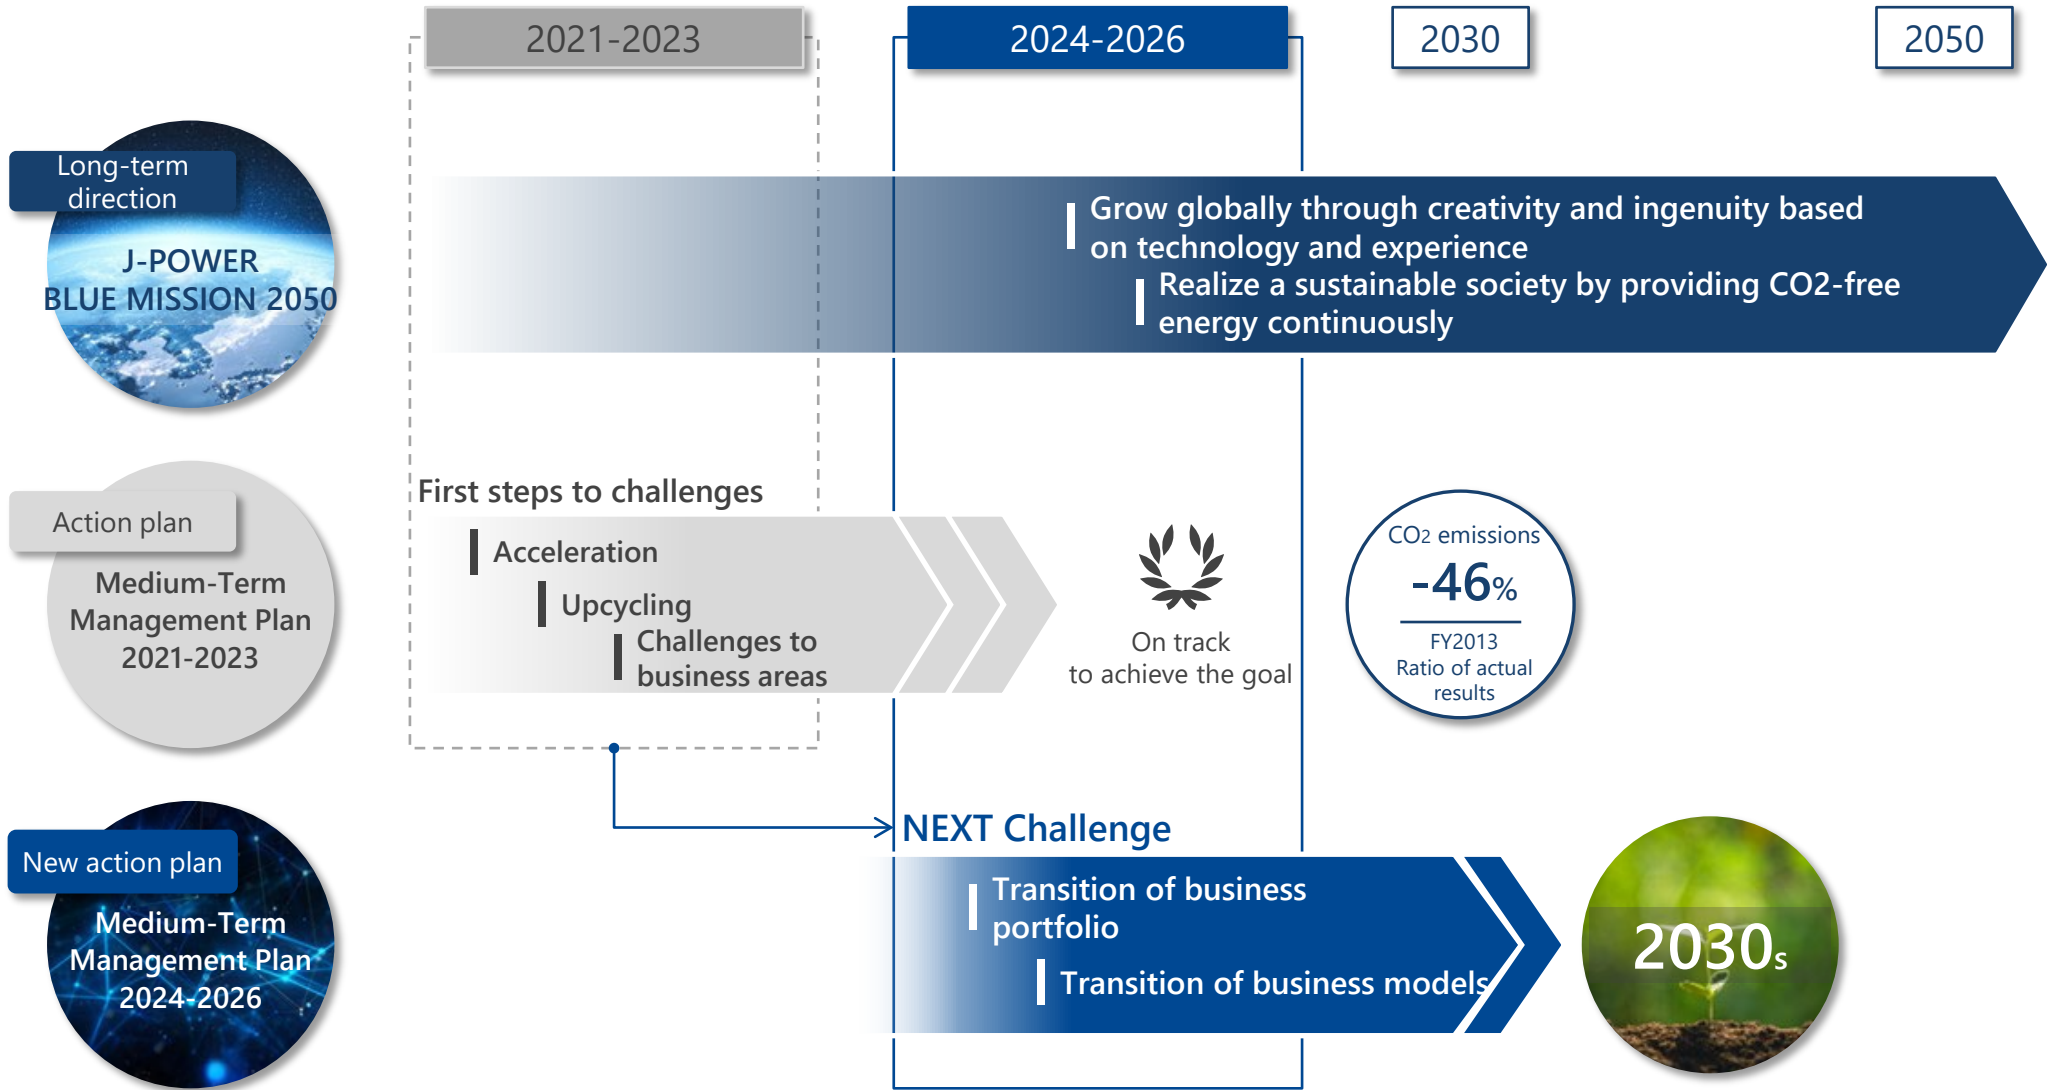 2021-2023
2024-2026
2030
2050
Long-term
direction
J-POWER
BLUE MISSION 2050
Grow globally through creativity and ingenuity based
on technology and experience
Realize a sustainable society by providing CO2-free
energy continuously
Action plan
Medium-Term
Management Plan
2021-2023
First steps to challenges
Acceleration
Upcycling
Challenges to
business areas
On track
to achieve the goal
CO2 emissions
-46%
FY2013
Ratio of actual
results
New action plan
Medium-Term
Management Plan
2024-2026
NEXT Challenge
Transition of business
portfolio
Transition of business models
2030s